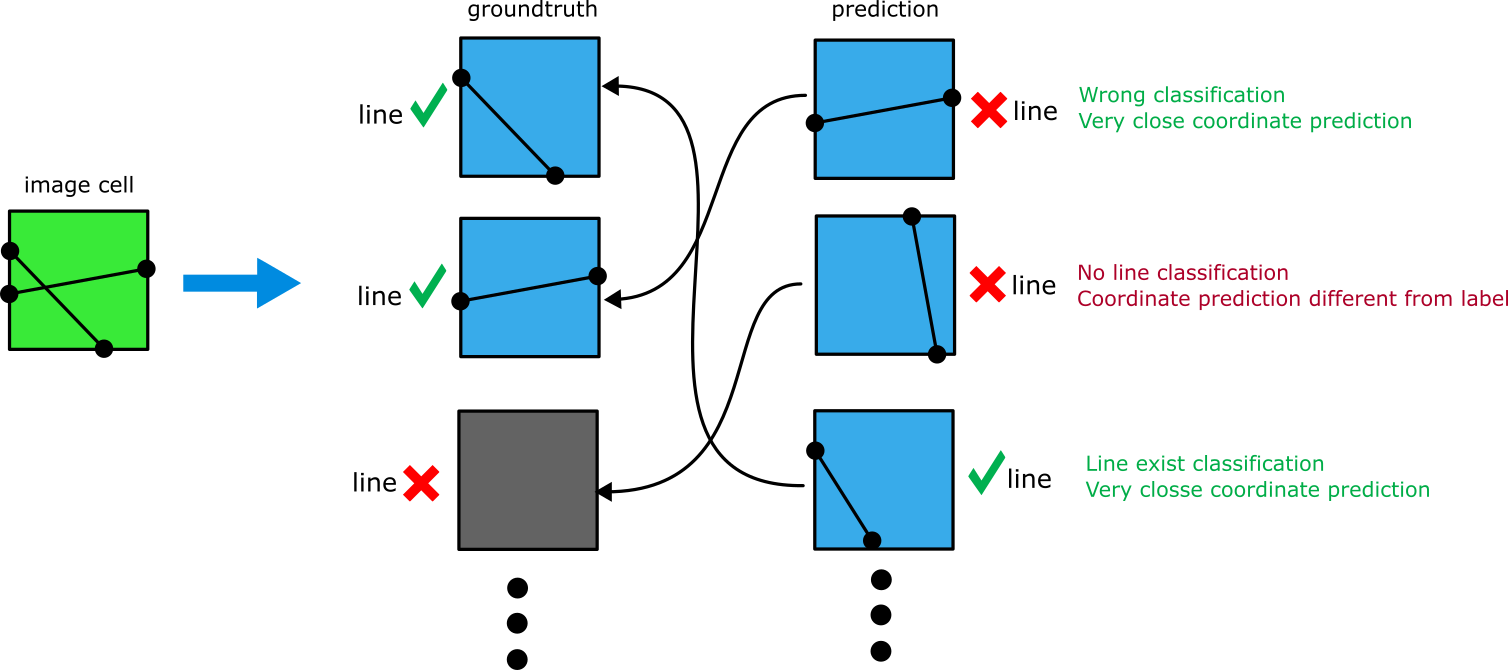 groundtruth
prediction
line
line
Wrong classification
Very close coordinate prediction
image cell
line
line
No line classification
Coordinate prediction different from label
line
line
Line exist classification
Very closse coordinate prediction